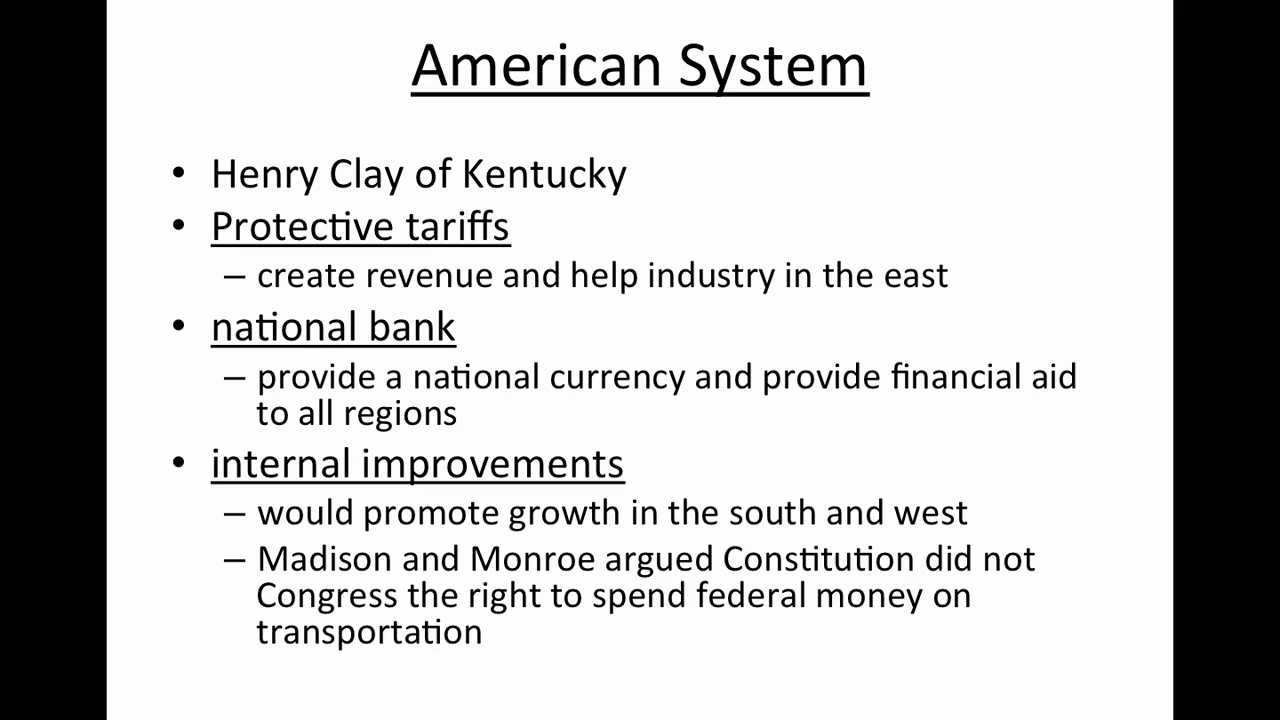 American System
• Henry Clay of Kentucky
• Protective tariffs
– create revenue and help industry in the east
• national bank
– provide a national currency and provide financial aid
to all regions
• internal improvements
– would promote growth in the south and west
– Madison and Monroe argued Constitution did not
Congress the right to spend federal money on
transportation